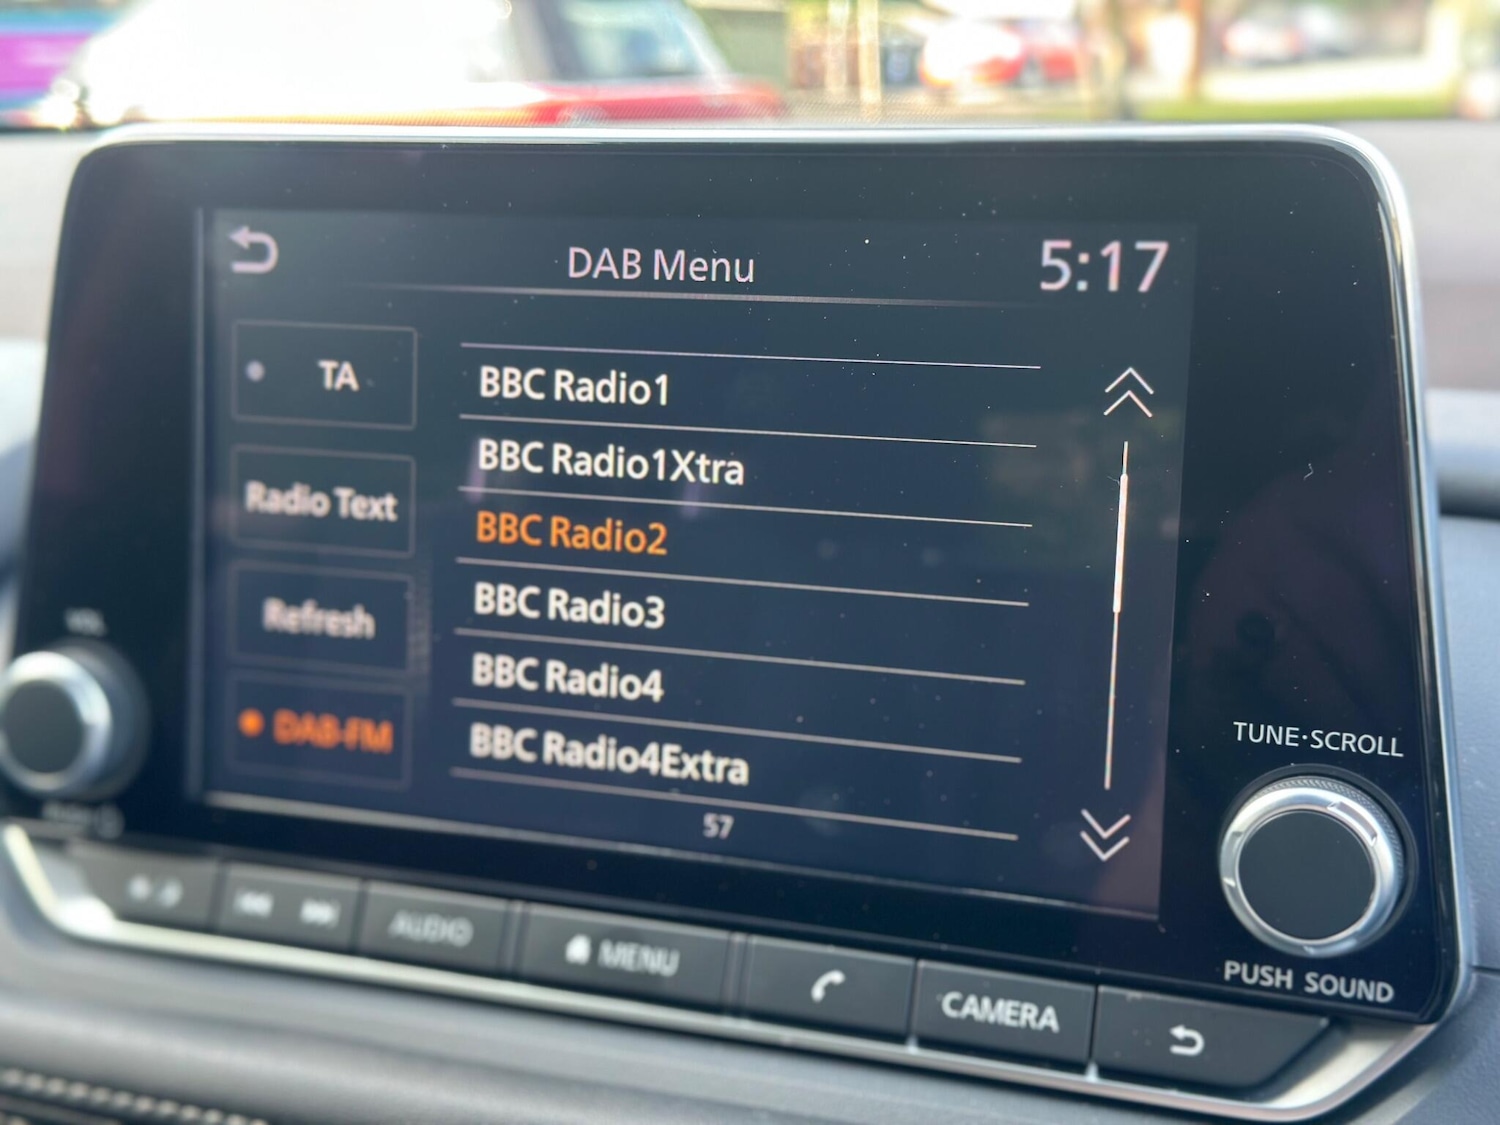 DAB Menu
5:17
TA
Radio Text
Refresh
DAB-FM
BBC Radio1
BBC Radio1Xtra
BBC Radio2
BBC Radio3
BBC Radio4
BBC Radio4Extra
57
VOL
TUNE·SCROLL
PUSH SOUND
AUDIO
MENU
CAMERA